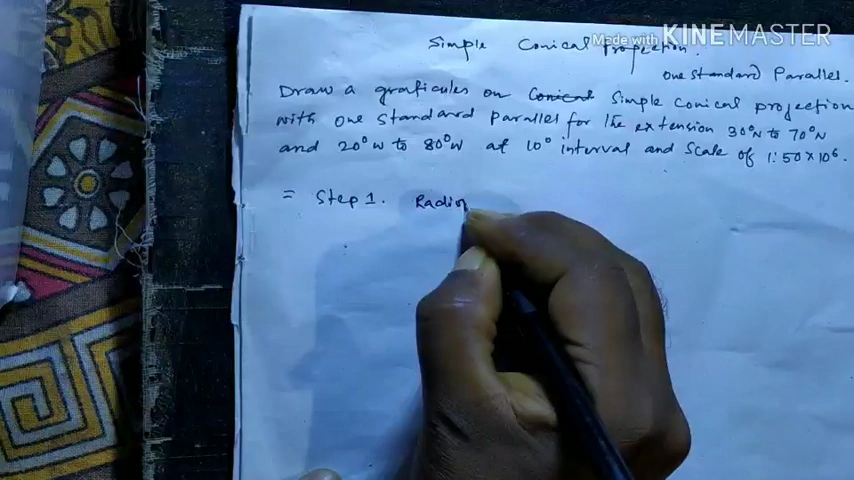 Made with KINEMASTER
Simple Conical Projection.
One Standard Parallel.
Draw a graticules on Conical Simple Conical projection
with one Standard Parallel for the extension 30°N to 70°N
and 20°W to 80°W at 10° interval and Scale of 1:50×10⁶.
= Step 1. Radiu